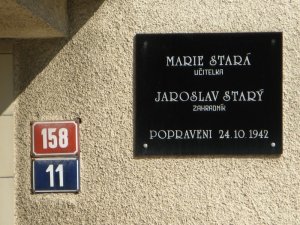 MARIE STARÁ
UČITELKA
JAROSLAV STARÝ
ZAHRADNÍK
POPRAVENI 24.10.1942
158
11